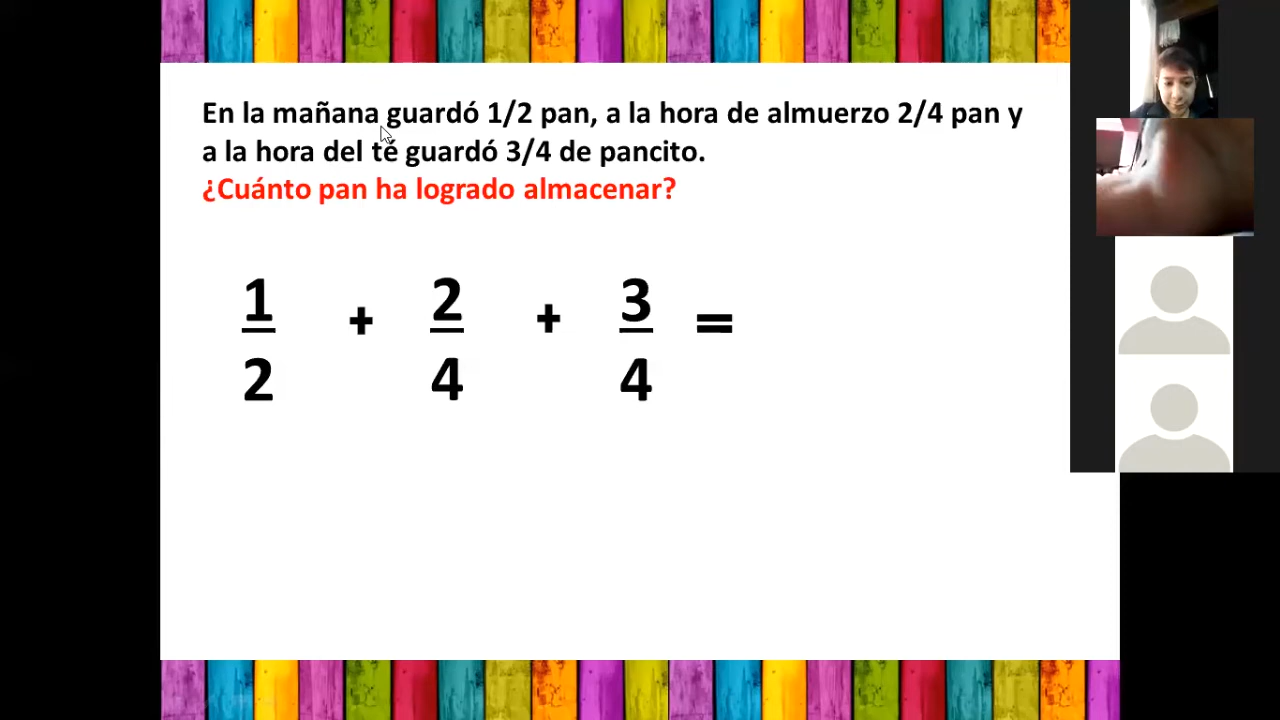 En la mañana guardó 1/2 pan, a la hora de almuerzo 2/4 pan y
a la hora del té guardó 3/4 de pancito.
¿Cuánto pan ha logrado almacenar?
1/2 + 2/4 + 3/4 =